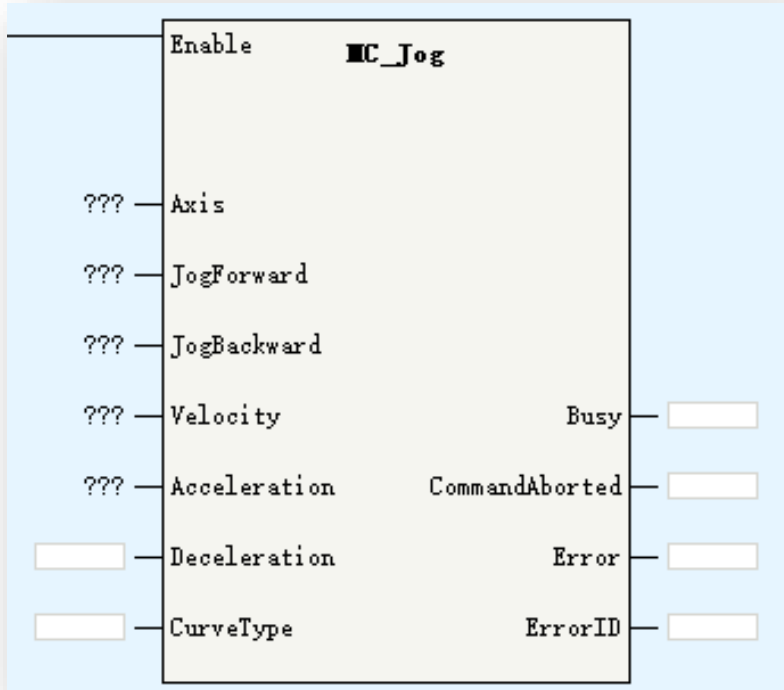 Enable
MC_Jog
??? Axis
??? JogForward
??? JogBackward
??? Velocity Busy
??? Acceleration CommandAborted
Deceleration Error
CurveType ErrorID